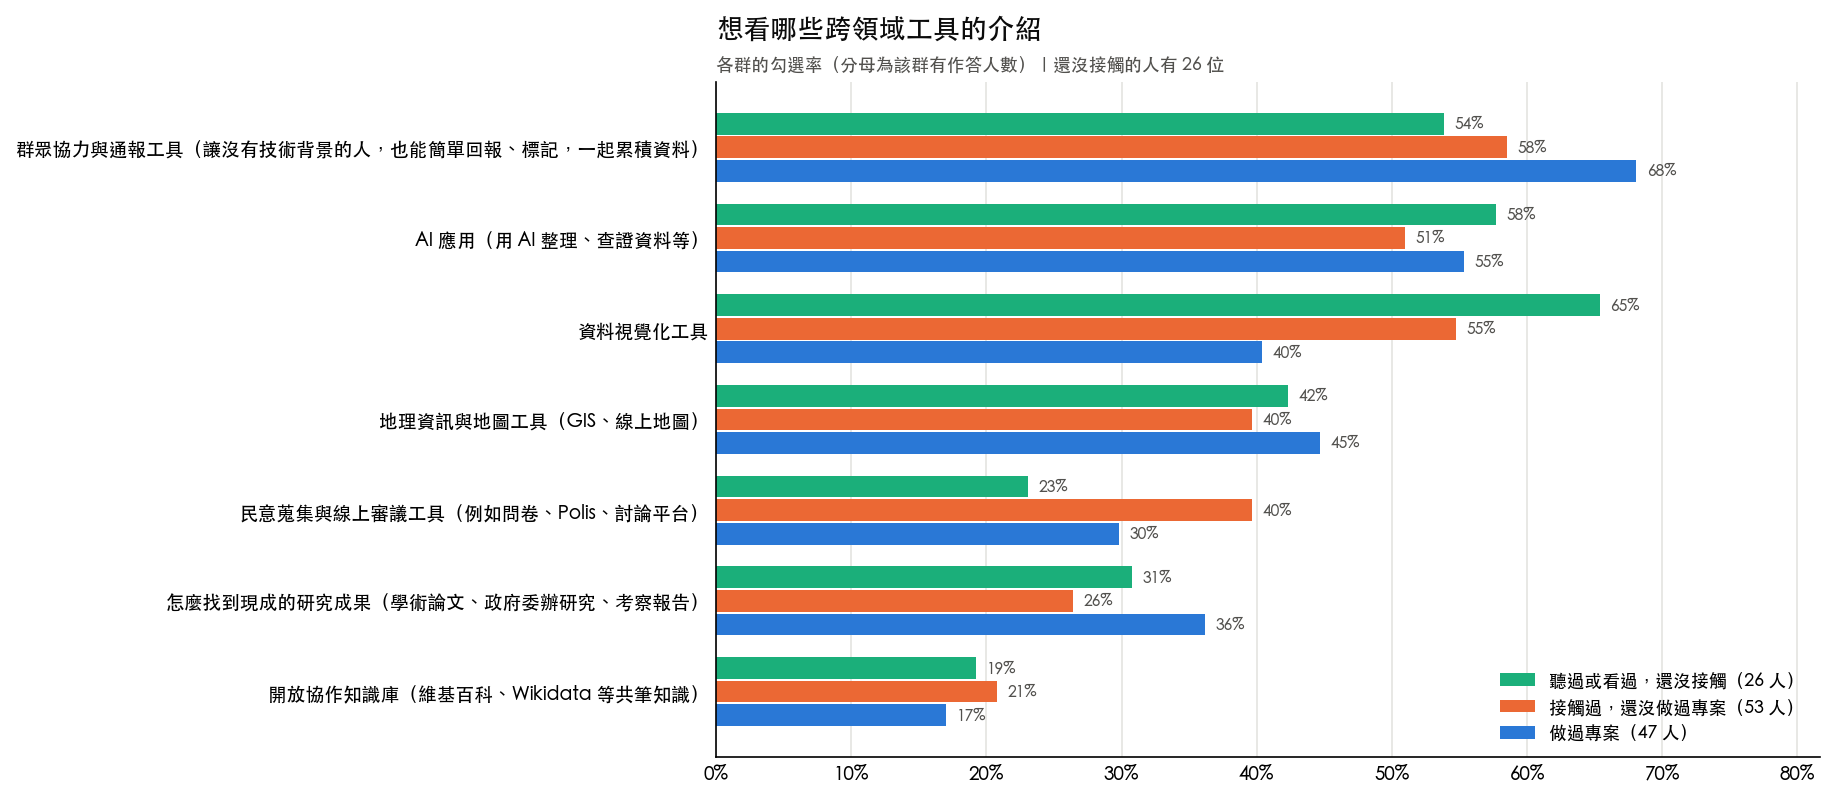 想看哪些跨領域工具的介紹
各群的勾選率（分母為該群有作答人數）｜還沒接觸的人有 26 位
群眾協力與通報工具（讓沒有技術背景的人，也能簡單回報、標記，一起累積資料）
54%
58%
68%
AI 應用（用 AI 整理、查證資料等）
58%
51%
55%
資料視覺化工具
65%
55%
40%
地理資訊與地圖工具（GIS、線上地圖）
42%
40%
45%
民意蒐集與線上審議工具（例如問卷、Polis、討論平台）
23%
40%
30%
怎麼找到現成的研究成果（學術論文、政府委辦研究、考察報告）
31%
26%
36%
開放協作知識庫（維基百科、Wikidata 等共筆知識）
19%
21%
17%
聽過或看過，還沒接觸（26 人）
接觸過，還沒做過專案（53 人）
做過專案（47 人）
0% 10% 20% 30% 40% 50% 60% 70% 80%